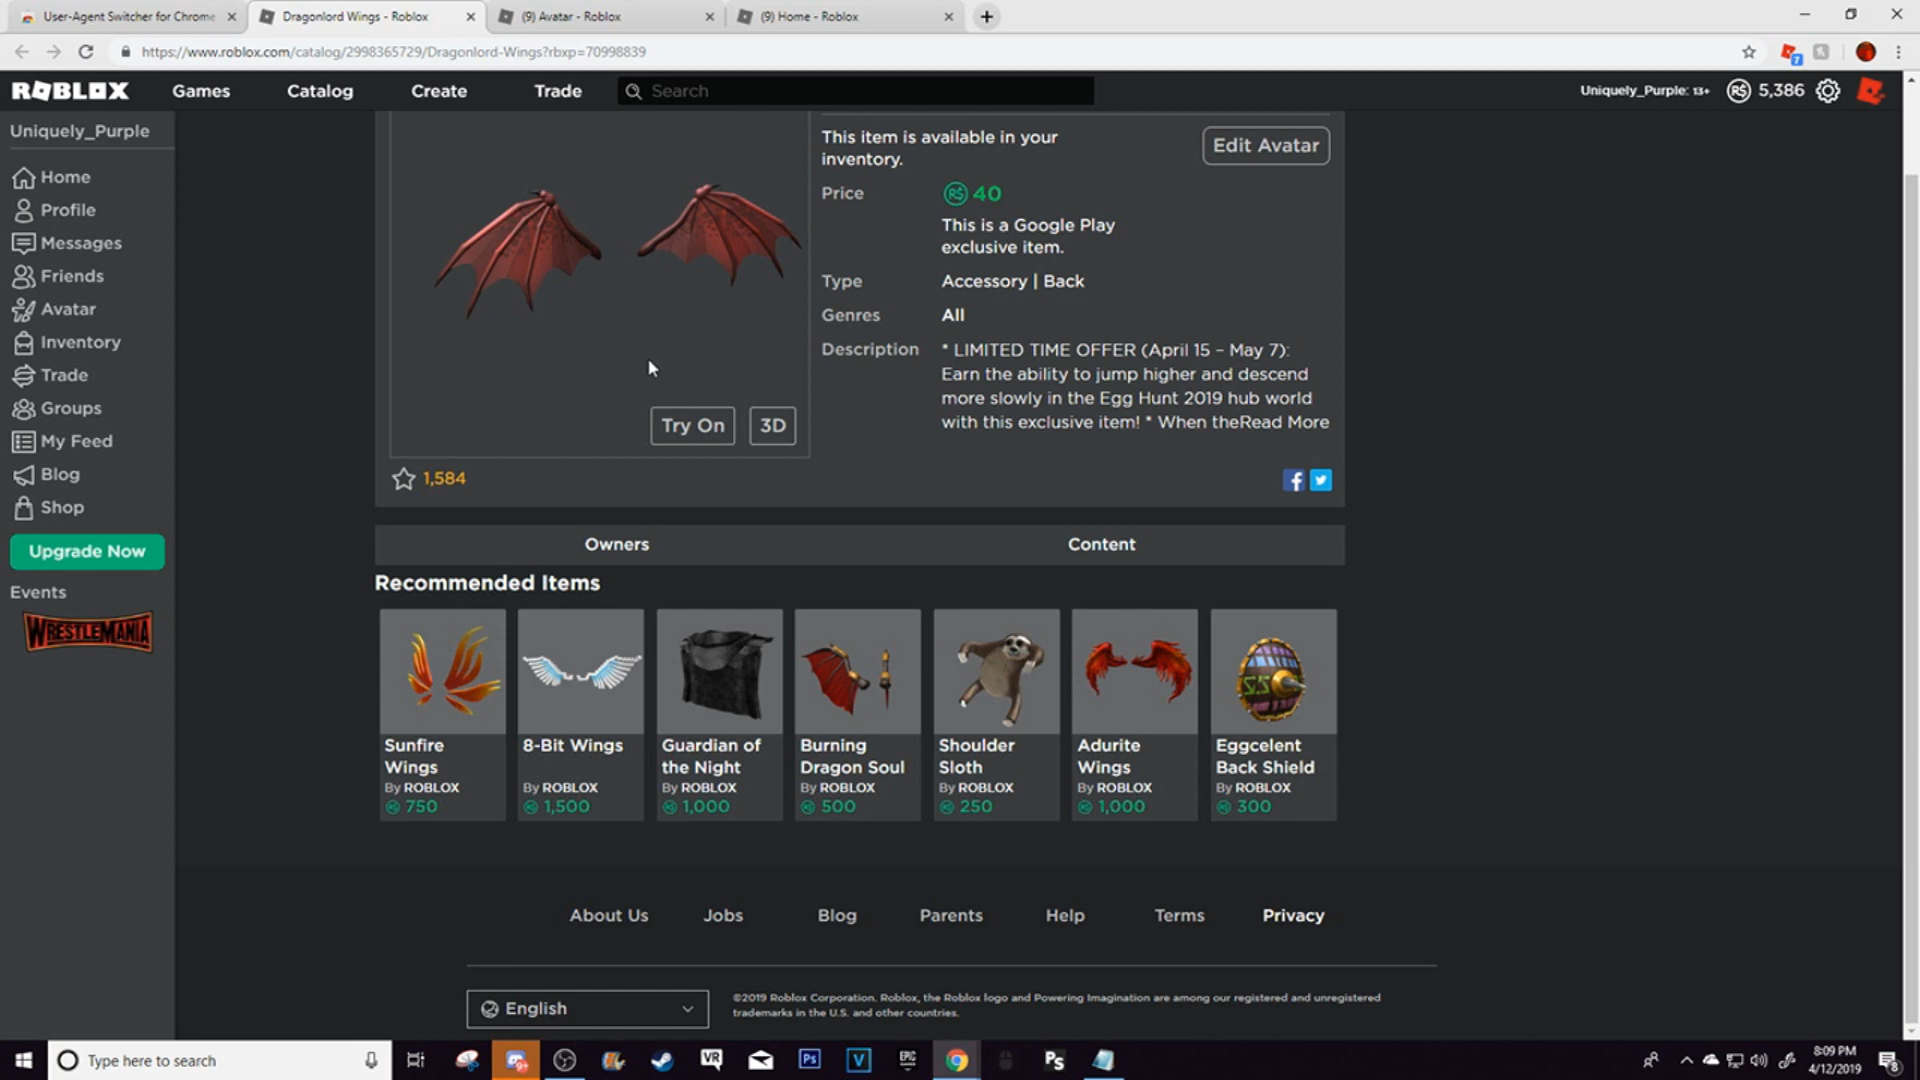 User-Agent Switcher for Chrome
Dragonlord Wings - Roblox
(9) Avatar - Roblox
(9) Home - Roblox
https://www.roblox.com/catalog/2998365729/Dragonlord-Wings?rbxp=70998839
7
ROBLOX
Games
Catalog
Create
Trade
Search
Uniquely_Purple: 13+
R$ 5,386
Uniquely_Purple
Home
Profile
Messages
Friends
Avatar
Inventory
Trade
Groups
My Feed
Blog
Shop
Upgrade Now
Events
WRESTLEMANIA
This item is available in your
inventory.
Edit Avatar
Price
R$ 40
This is a Google Play
exclusive item.
Type
Accessory | Back
Genres
All
Description
* LIMITED TIME OFFER (April 15 – May 7):
Earn the ability to jump higher and descend
more slowly in the Egg Hunt 2019 hub world
with this exclusive item! * When theRead More
Try On
3D
1,584
Owners
Content
Recommended Items
Sunfire
Wings
By ROBLOX
R$ 750
8-Bit Wings
By ROBLOX
R$ 1,500
Guardian of
the Night
By ROBLOX
R$ 1,000
Burning
Dragon Soul
By ROBLOX
R$ 500
Shoulder
Sloth
By ROBLOX
R$ 250
Adurite
Wings
By ROBLOX
R$ 1,000
Eggcelent
Back Shield
By ROBLOX
R$ 300
About Us
Jobs
Blog
Parents
Help
Terms
Privacy
English
©2019 Roblox Corporation. Roblox, the Roblox logo and Powering Imagination are among our registered and unregistered
trademarks in the U.S. and other countries.
Type here to search
VR
Ps
V
EPIC
PS
8:09 PM
4/12/2019
8